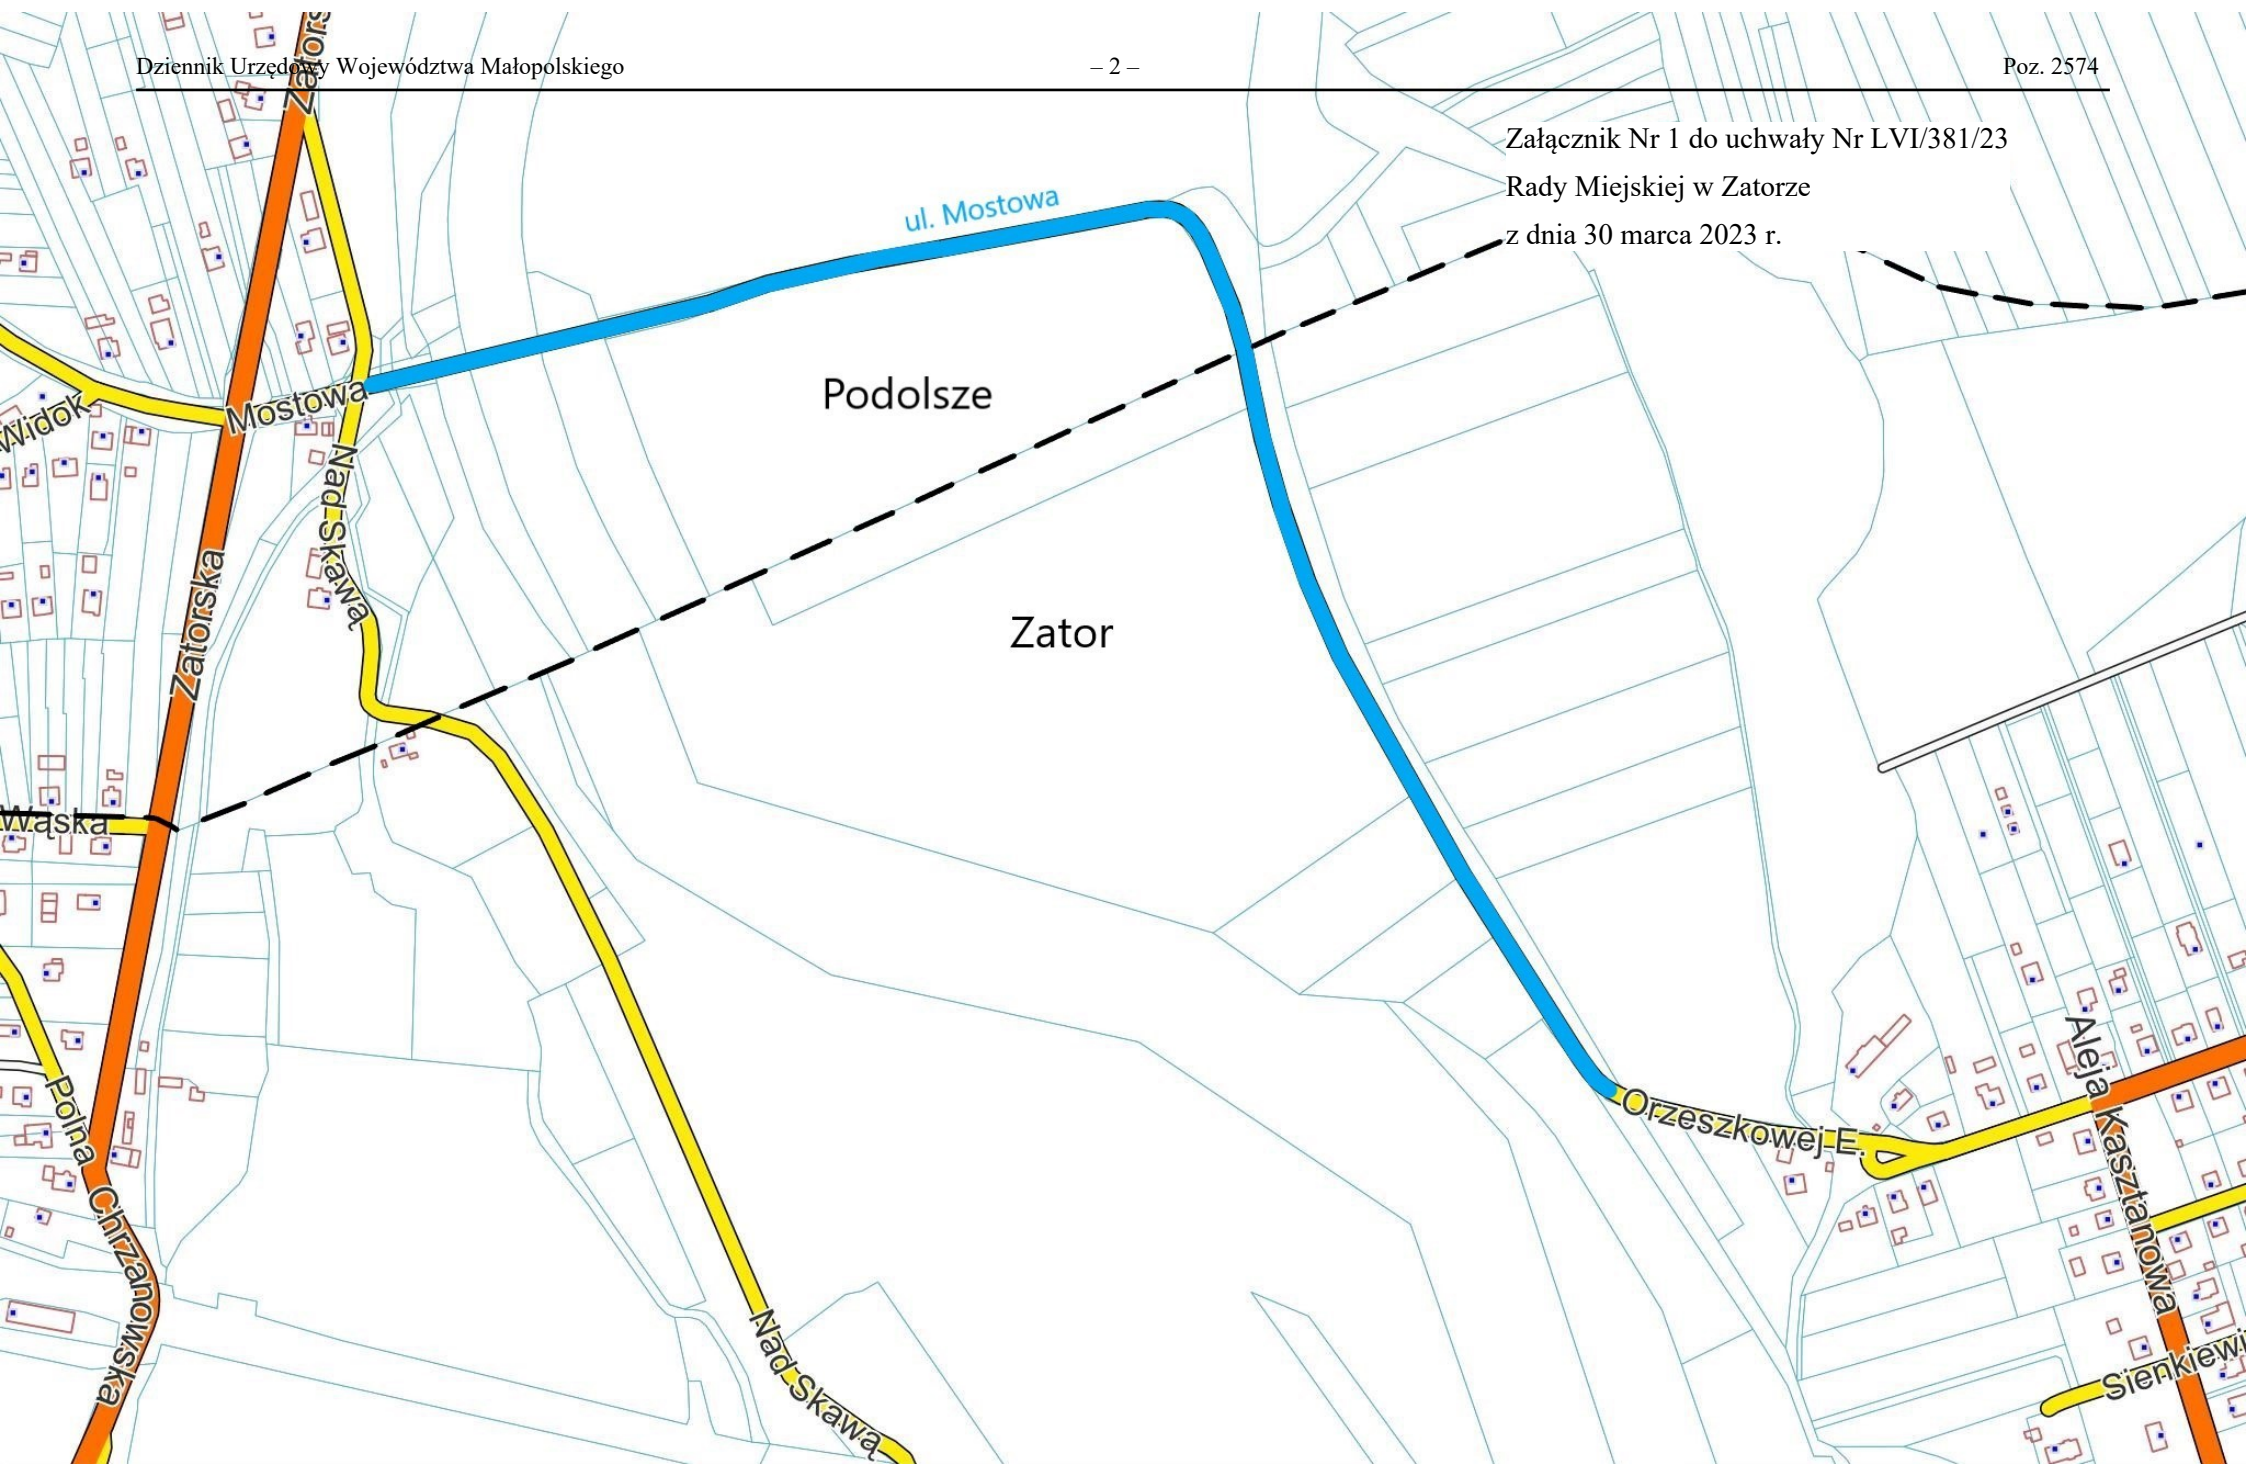 Dziennik Urzędowy Województwa Małopolskiego
– 2 –
Poz. 2574
Załącznik Nr 1 do uchwały Nr LVI/381/23
Rady Miejskiej w Zatorze
z dnia 30 marca 2023 r.
Zators
ul. Mostowa
Mostowa
Widok
Podolsze
Nad Skawą
Zatorska
Zator
Wąska
Polna
Orzeszkowej E.
Aleja Kasztanowa
Chrzanowska
Nad Skawą
Sienkiewi